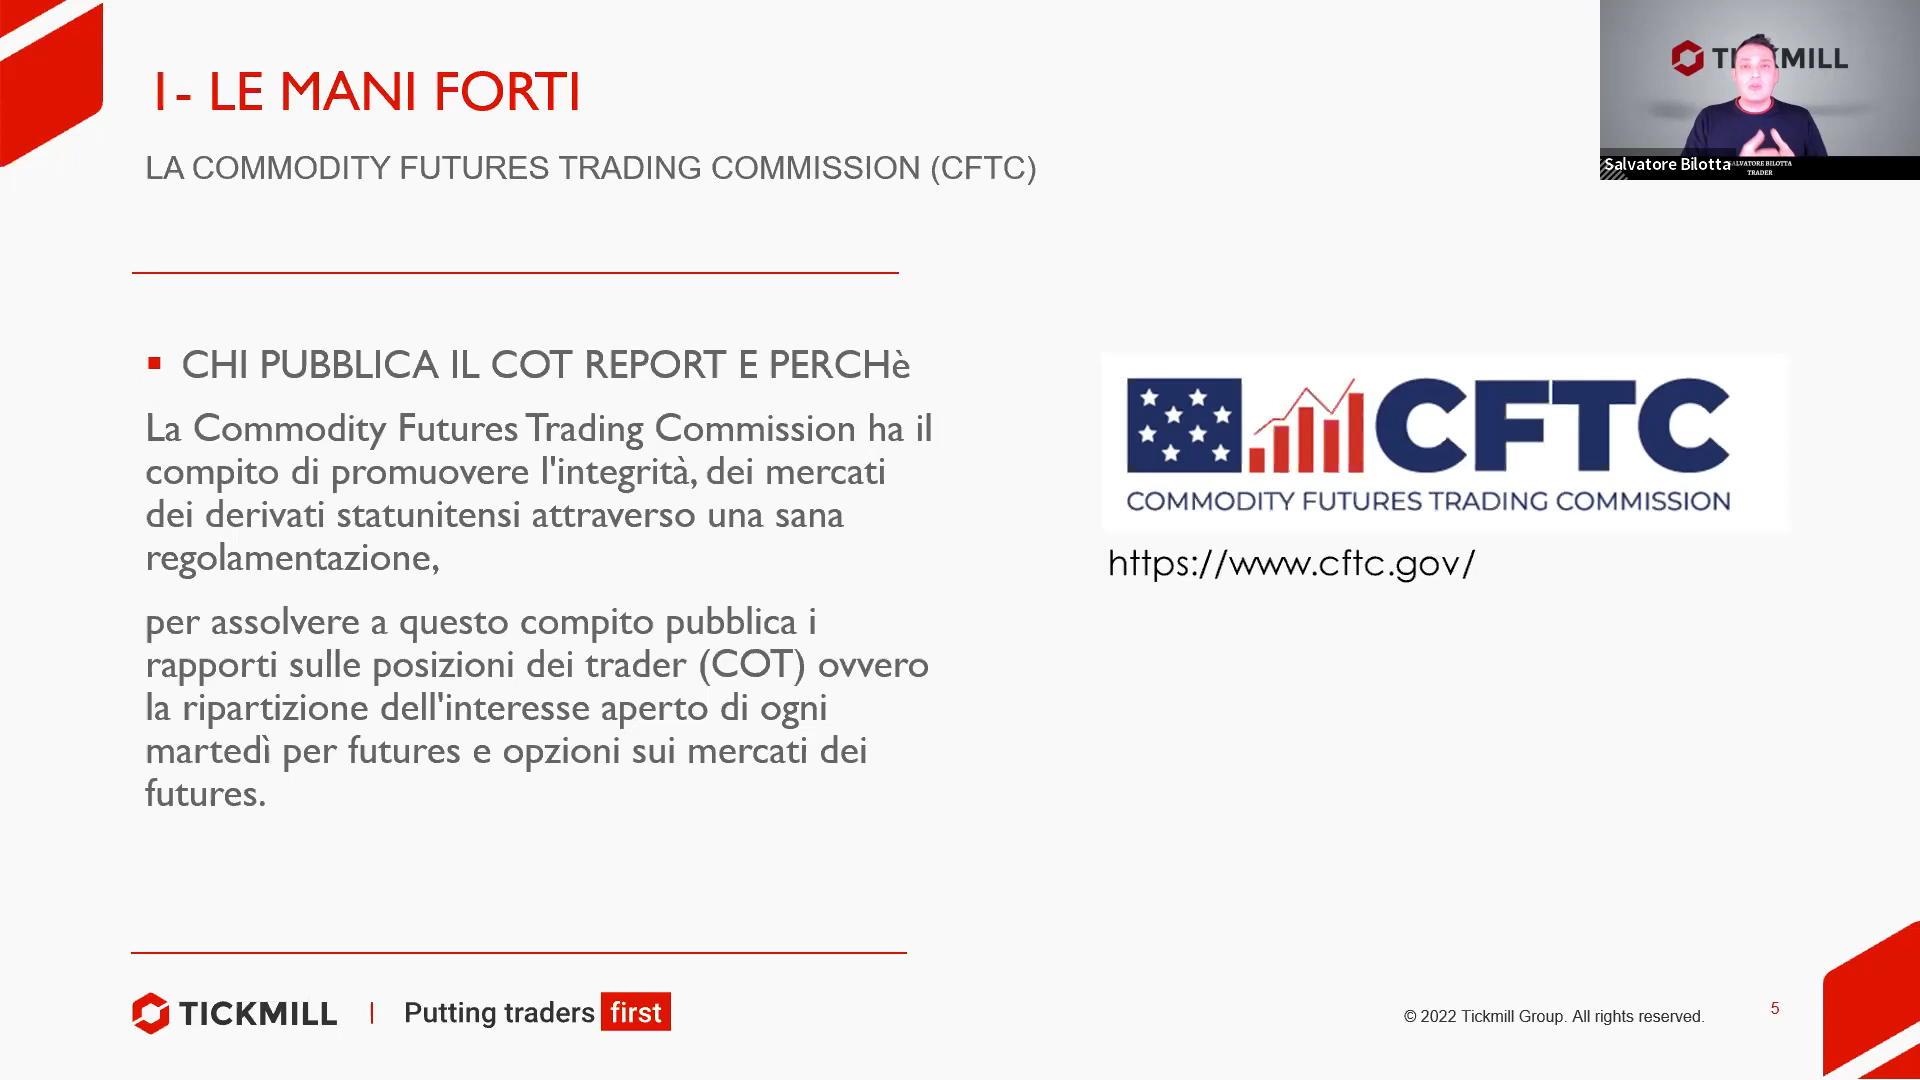 1- LE MANI FORTI
LA COMMODITY FUTURES TRADING COMMISSION (CFTC)
TICKMILL
Salvatore Bilotta
SALVATORE BILOTTA
TRADER
CHI PUBBLICA IL COT REPORT E PERCHè
La Commodity Futures Trading Commission ha il
compito di promuovere l'integrità, dei mercati
dei derivati statunitensi attraverso una sana
regolamentazione,
per assolvere a questo compito pubblica i
rapporti sulle posizioni dei trader (COT) ovvero
la ripartizione dell'interesse aperto di ogni
martedì per futures e opzioni sui mercati dei
futures.
CFTC
COMMODITY FUTURES TRADING COMMISSION
https://www.cftc.gov/
TICKMILL | Putting traders first
© 2022 Tickmill Group. All rights reserved.
5